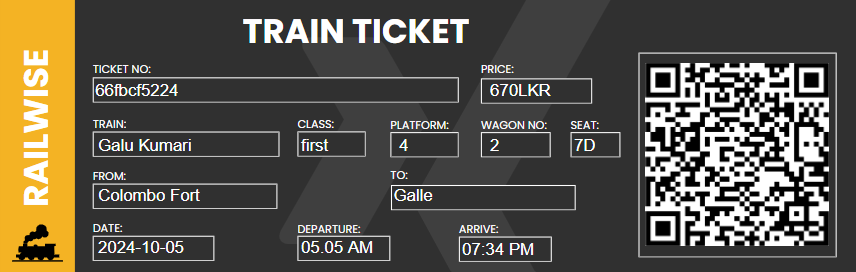 RAILWISE
TRAIN TICKET
TICKET NO: PRICE:
66fbcf5224 670LKR
TRAIN: CLASS: PLATFORM: WAGON NO: SEAT:
Galu Kumari first 4 2 7D
FROM: TO:
Colombo Fort Galle
DATE: DEPARTURE: ARRIVE:
2024-10-05 05.05 AM 07:34 PM